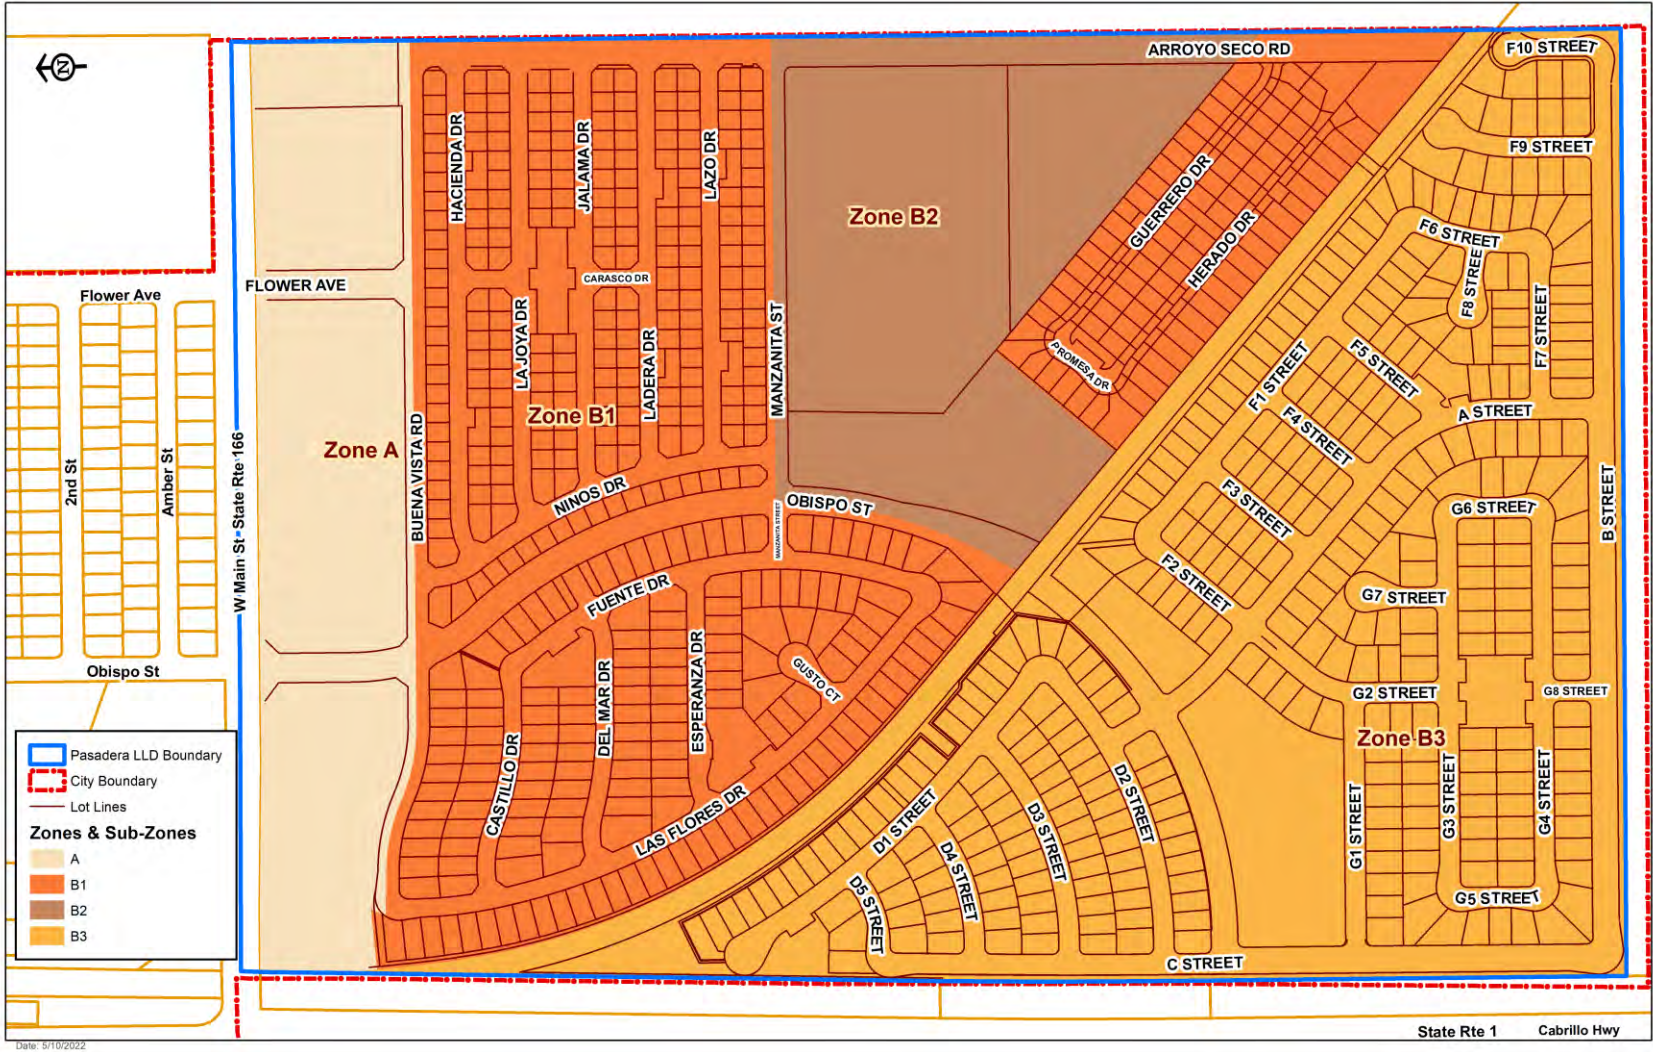 N
ARROYO SECO RD
F10 STREET
HACIENDA DR
JALAMA DR
LAZO DR
F9 STREET
GUERRERO DR
Zone B2
F6 STREET
HERADO DR
F8 STREET
CARASCO DR
FLOWER AVE
Flower Ave
LA JOYA DR
LADERA DR
MANZANITA ST
F7 STREET
PROMESA DR
F5 STREET
F1 STREET
Zone B1
A STREET
F4 STREET
Zone A
BUENA VISTA RD
W Main St State Rte 166
2nd St
Amber St
NINOS DR
OBISPO ST
MANZANITA STREET
F3 STREET
G6 STREET
B STREET
F2 STREET
FUENTE DR
G7 STREET
Obispo St
GUSTO CT
DEL MAR DR
ESPERANZA DR
G2 STREET
G8 STREET
Zone B3
CASTILLO DR
LAS FLORES DR
D1 STREET
D2 STREET
D3 STREET
D4 STREET
D5 STREET
G1 STREET
G3 STREET
G4 STREET
G5 STREET
C STREET
Pasadera LLD Boundary
City Boundary
Lot Lines
Zones & Sub-Zones
A
B1
B2
B3
State Rte 1 Cabrillo Hwy
Date: 5/10/2022